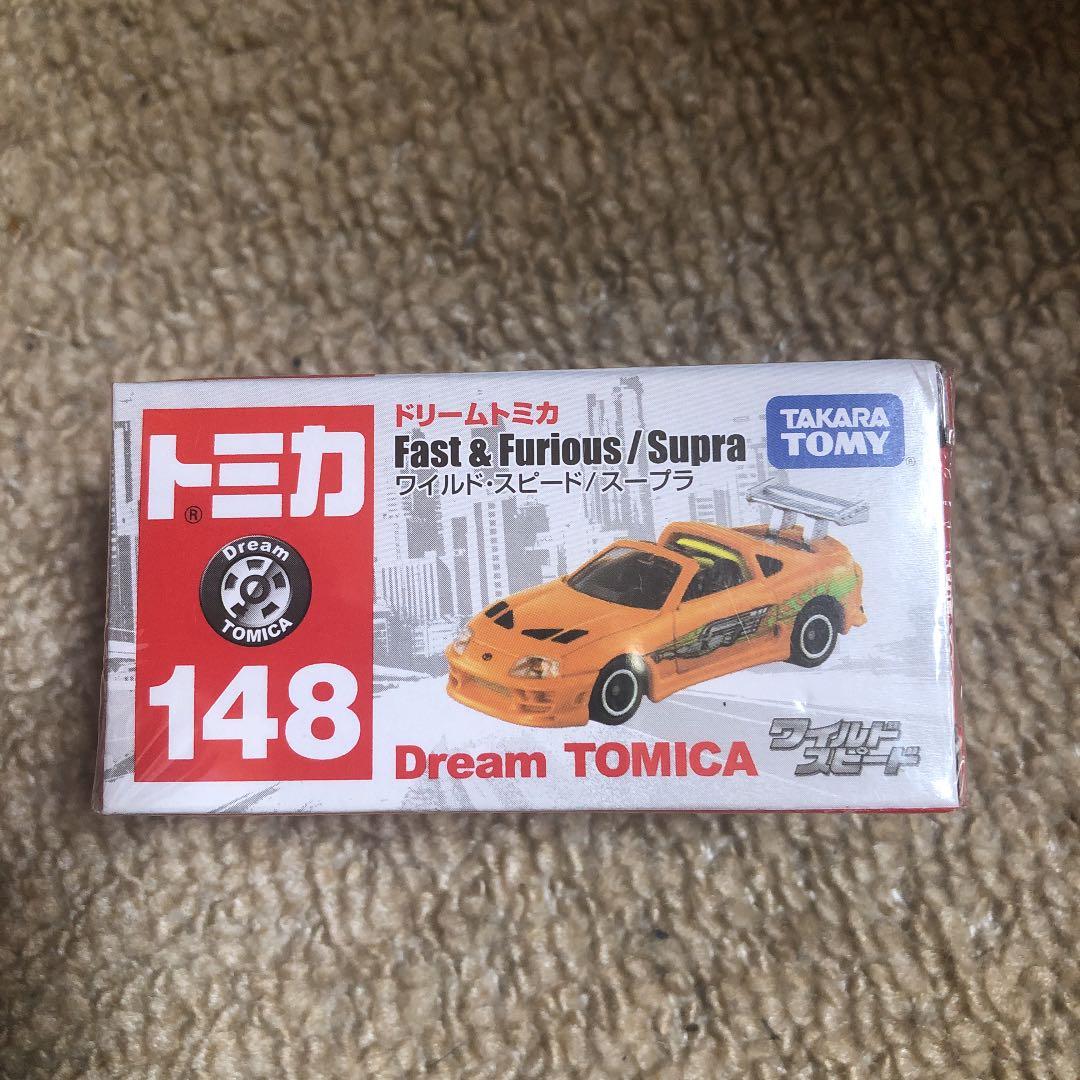 トミカ
®
Dream
TOMICA
148
ドリームトミカ
Fast & Furious / Supra
ワイルド・スピード/スープラ
TAKARA
TOMY
®
Dream TOMICA
ワイルド
スピード